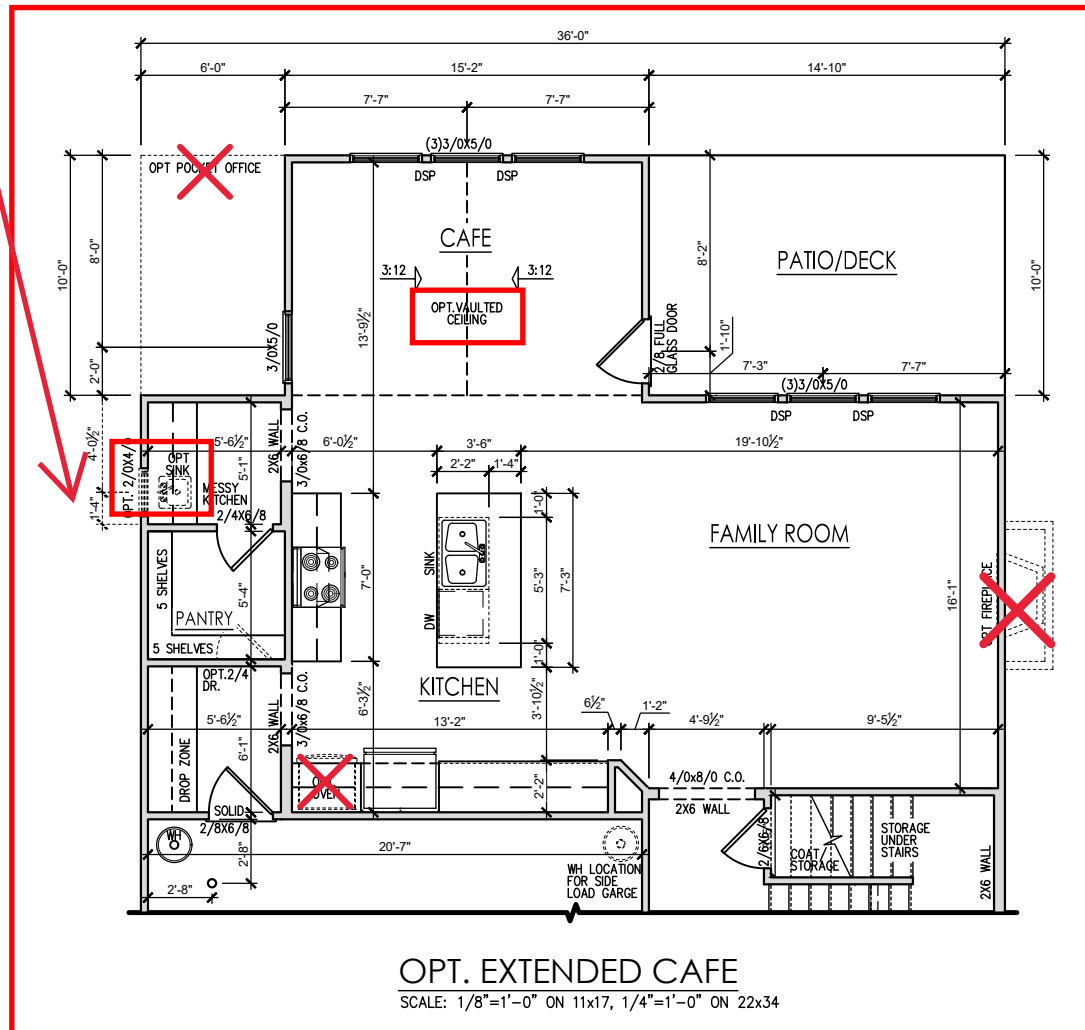 36'-0"
6'-0"
15'-2"
14'-10"
7'-7"
7'-7"
(3)3/0X5/0
DSP
DSP
OPT POCKET OFFICE
10'-0"
8'-0"
2'-0"
CAFE
3:12
3:12
OPT.VAULTED
CEILING
13'-9½"
3/0X5/0
PATIO/DECK
8'-2"
10'-0"
2/8 FULL
GLASS DOOR
1'-10"
7'-3"
7'-7"
(3)3/0X5/0
DSP
DSP
4'-0½"
1'-4"
OPT. 2/0X4/0
5'-6½"
OPT
SINK
5'-1"
MESSY
KITCHEN
2/4X6/8
2X6 WALL
3/0x6/8 C.O.
6'-0½"
3'-6"
2'-2"
1'-4"
19'-10½"
1'-0"
SINK
5'-3"
7'-3"
DW
1'-0"
7'-0"
FAMILY ROOM
16'-1"
OPT FIREPLACE
5 SHELVES
5'-4"
PANTRY
5 SHELVES
OPT.2/4
DR.
KITCHEN
3'-10½"
6'-3½"
2X6 WALL
3/0x6/8 C.O.
5'-6½"
13'-2"
6½"
1'-2"
4'-9½"
9'-5½"
6'-1"
DROP ZONE
OVEN
2'-2"
4/0x8/0 C.O.
2X6 WALL
SOLID
2/8X6/8
WH
2'-8"
2'-8"
20'-7"
WH LOCATION
FOR SIDE
LOAD GARGE
2/6X6/8
COAT
STORAGE
STORAGE
UNDER
STAIRS
2X6 WALL
OPT. EXTENDED CAFE
SCALE: 1/8"=1'-0" ON 11x17, 1/4"=1'-0" ON 22x34